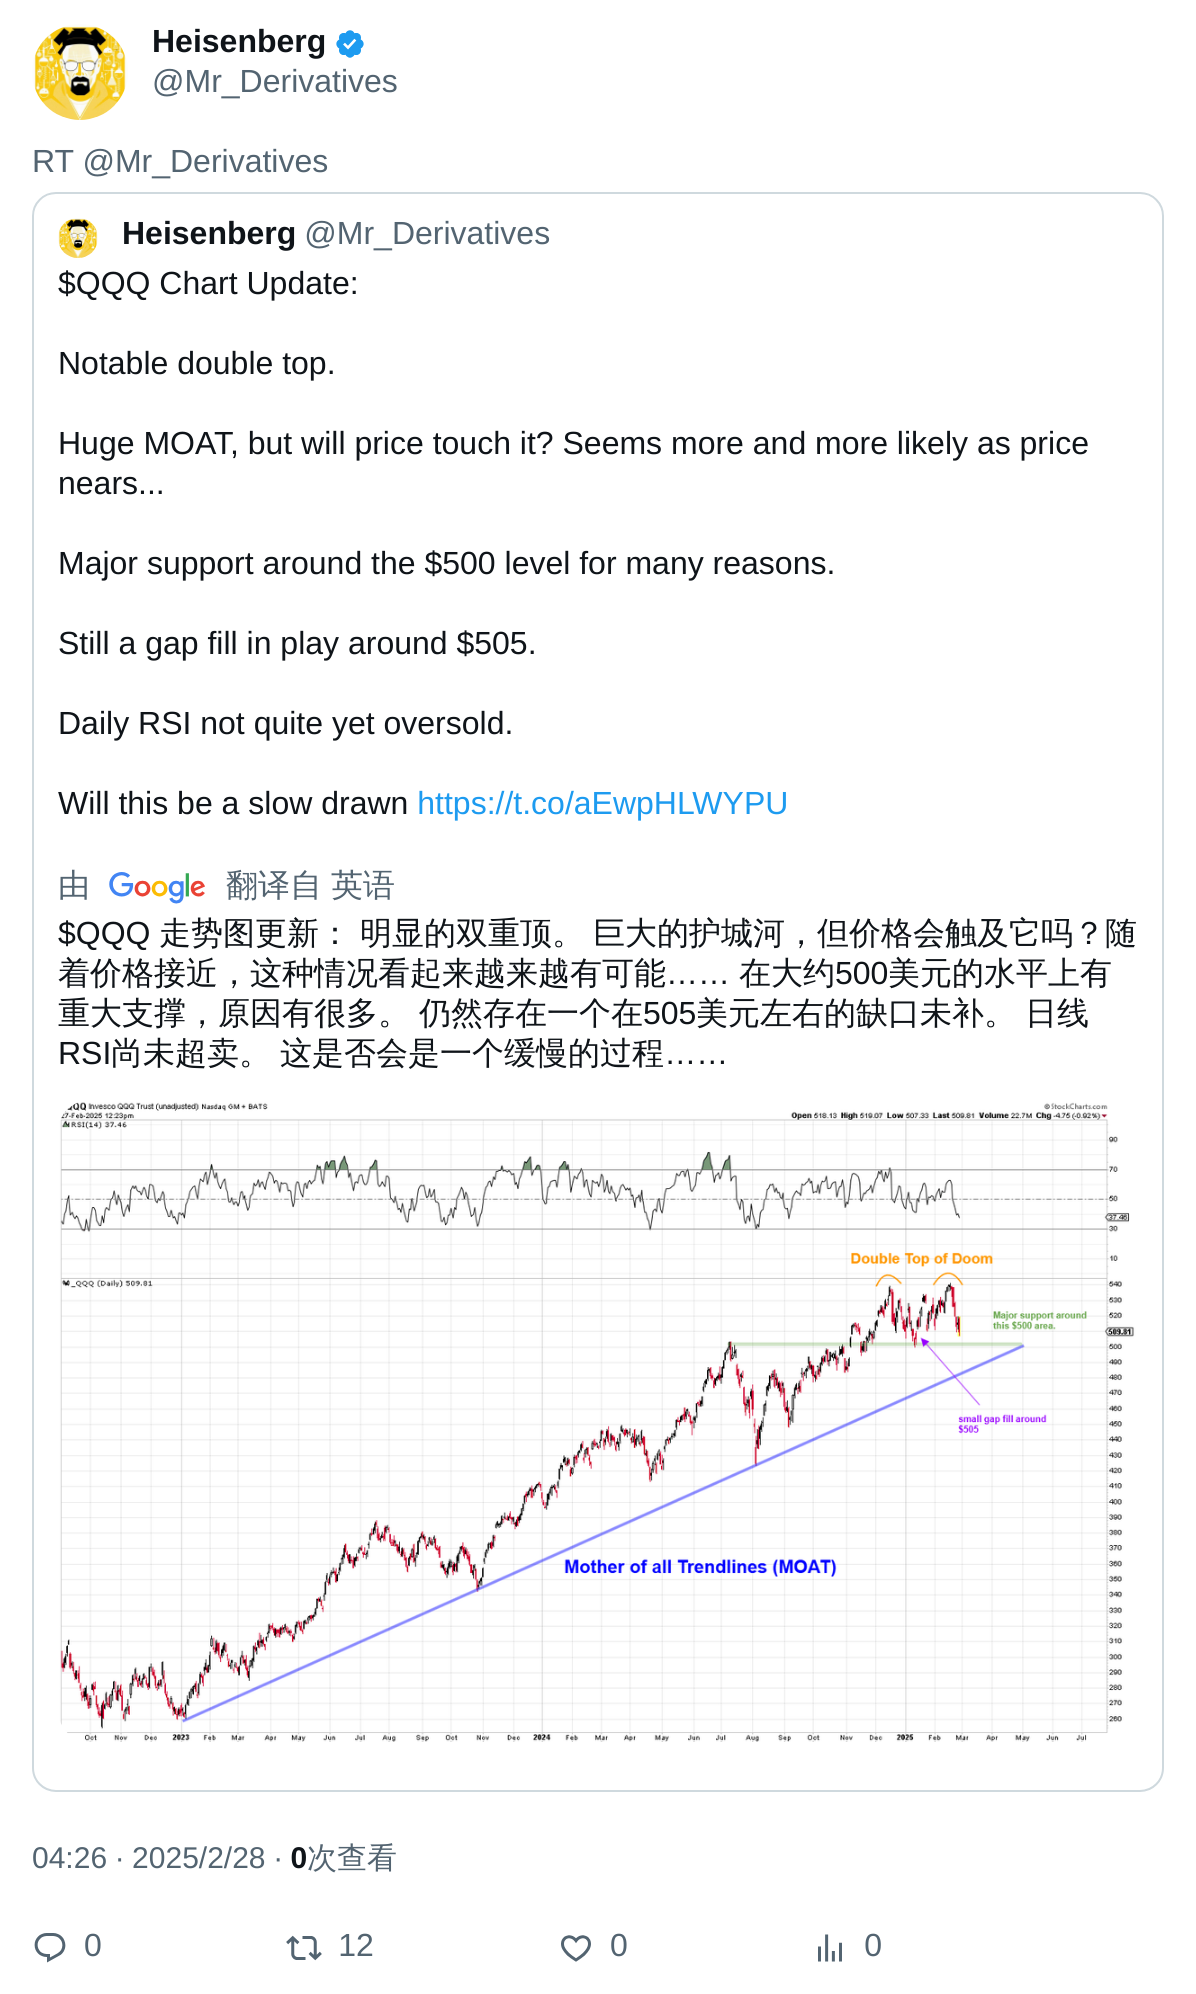 Heisenberg
@Mr_Derivatives
RT @Mr_Derivatives
Heisenberg @Mr_Derivatives
$QQQ Chart Update:
Notable double top.
Huge MOAT, but will price touch it? Seems more and more likely as price
nears...
Major support around the $500 level for many reasons.
Still a gap fill in play around $505.
Daily RSI not quite yet oversold.
Will this be a slow drawn https://t.co/aEwpHLWYPU
由 Google 翻译自 英语
$QQQ 走势图更新： 明显的双重顶。 巨大的护城河，但价格会触及它吗？随
着价格接近，这种情况看起来越来越有可能…… 在大约500美元的水平上有
重大支撑，原因有很多。 仍然存在一个在505美元左右的缺口未补。 日线
RSI尚未超卖。 这是否会是一个缓慢的过程……
QQQ Invesco QQQ Trust (unadjusted) Nasdaq GM + BATS
© StockCharts.com
27-Feb-2025 12:23pm
Open 518.13 High 519.07 Low 507.33 Last 509.81 Volume 22.7M Chg -4.75 (-0.92%)
RSI(14) 37.46
90
70
50
37.46
30
10
Double Top of Doom
QQQ (Daily) 509.81
540
530
520
Major support around
this $500 area.
509.81
500
490
480
470
460
small gap fill around
$505
450
440
430
420
410
400
390
380
370
360
Mother of all Trendlines (MOAT)
350
340
330
320
310
300
290
280
270
260
Oct Nov Dec 2023 Feb Mar Apr May Jun Jul Aug Sep Oct Nov Dec 2024 Feb Mar Apr May Jun Jul Aug Sep Oct Nov Dec 2025 Feb Mar Apr May Jun Jul
04:26 · 2025/2/28 · 0次查看
0 12 0 0